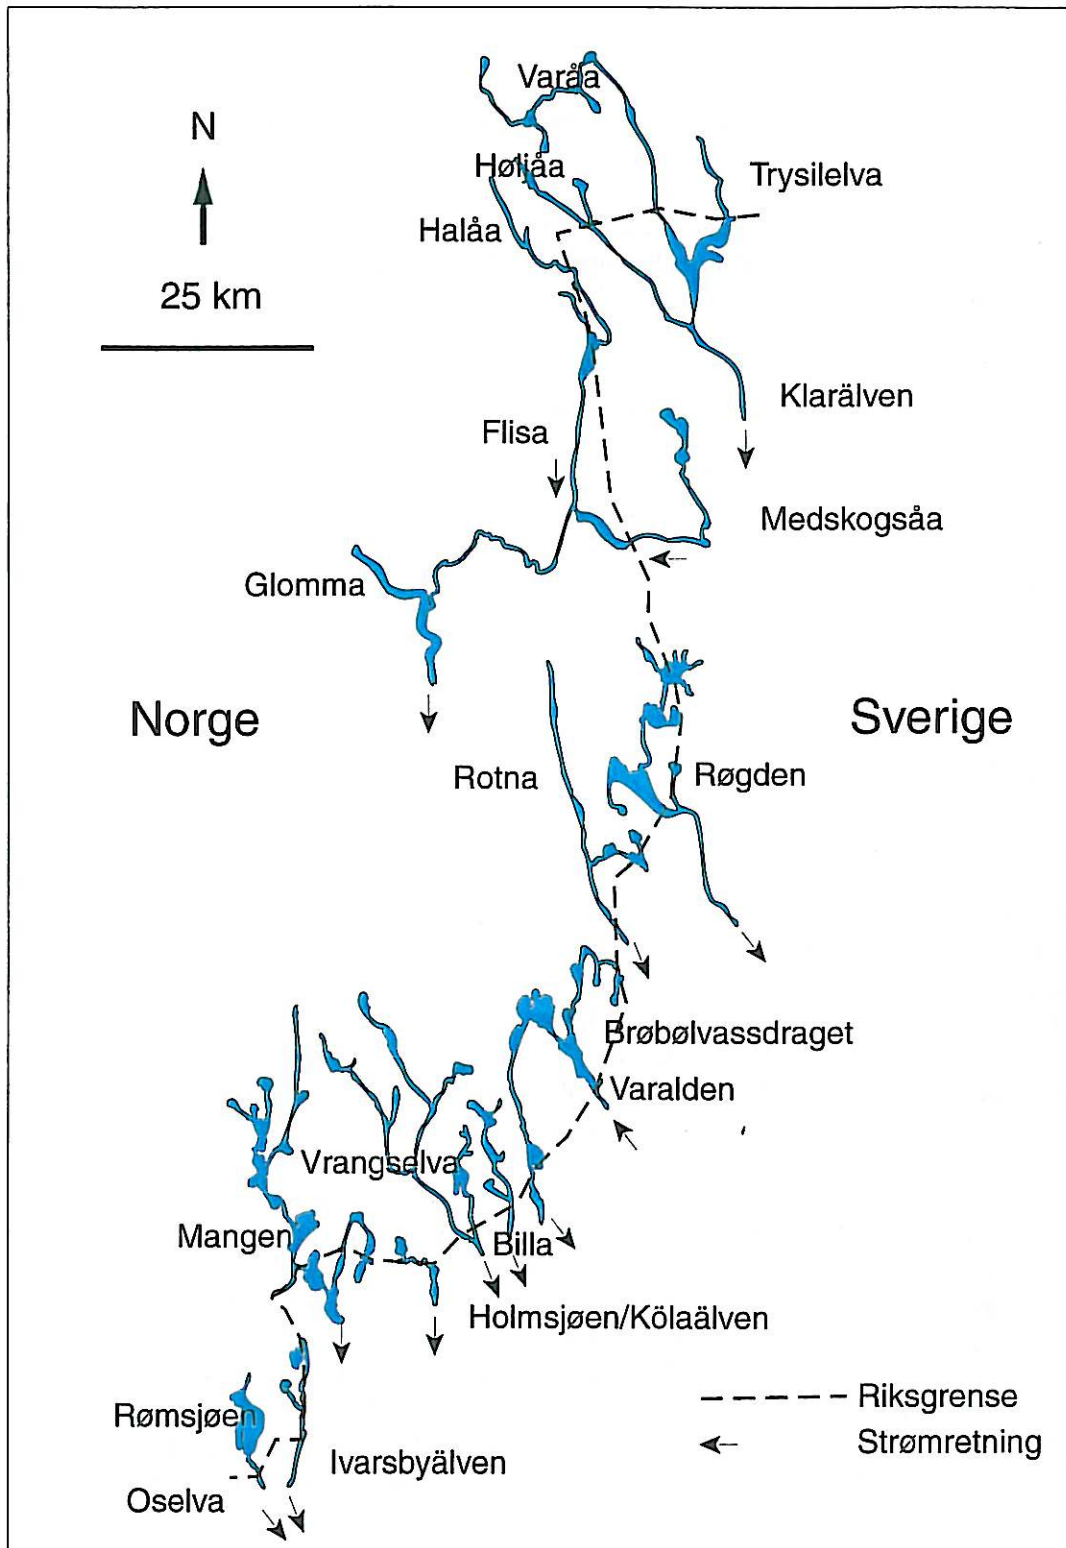 Varåa
N
Høljåa
Trysilelva
Halåa
25 km
Klarälven
Flisa
Medskogsåa
Glomma
Norge
Sverige
Rotna
Røgden
Brøbølvassdraget
Varalden
Vrangselva
Mangen
Billa
Holmsjøen/Kölaälven
Riksgrense
Rømsjøen
Strømretning
Ivarsbyälven
Oselva